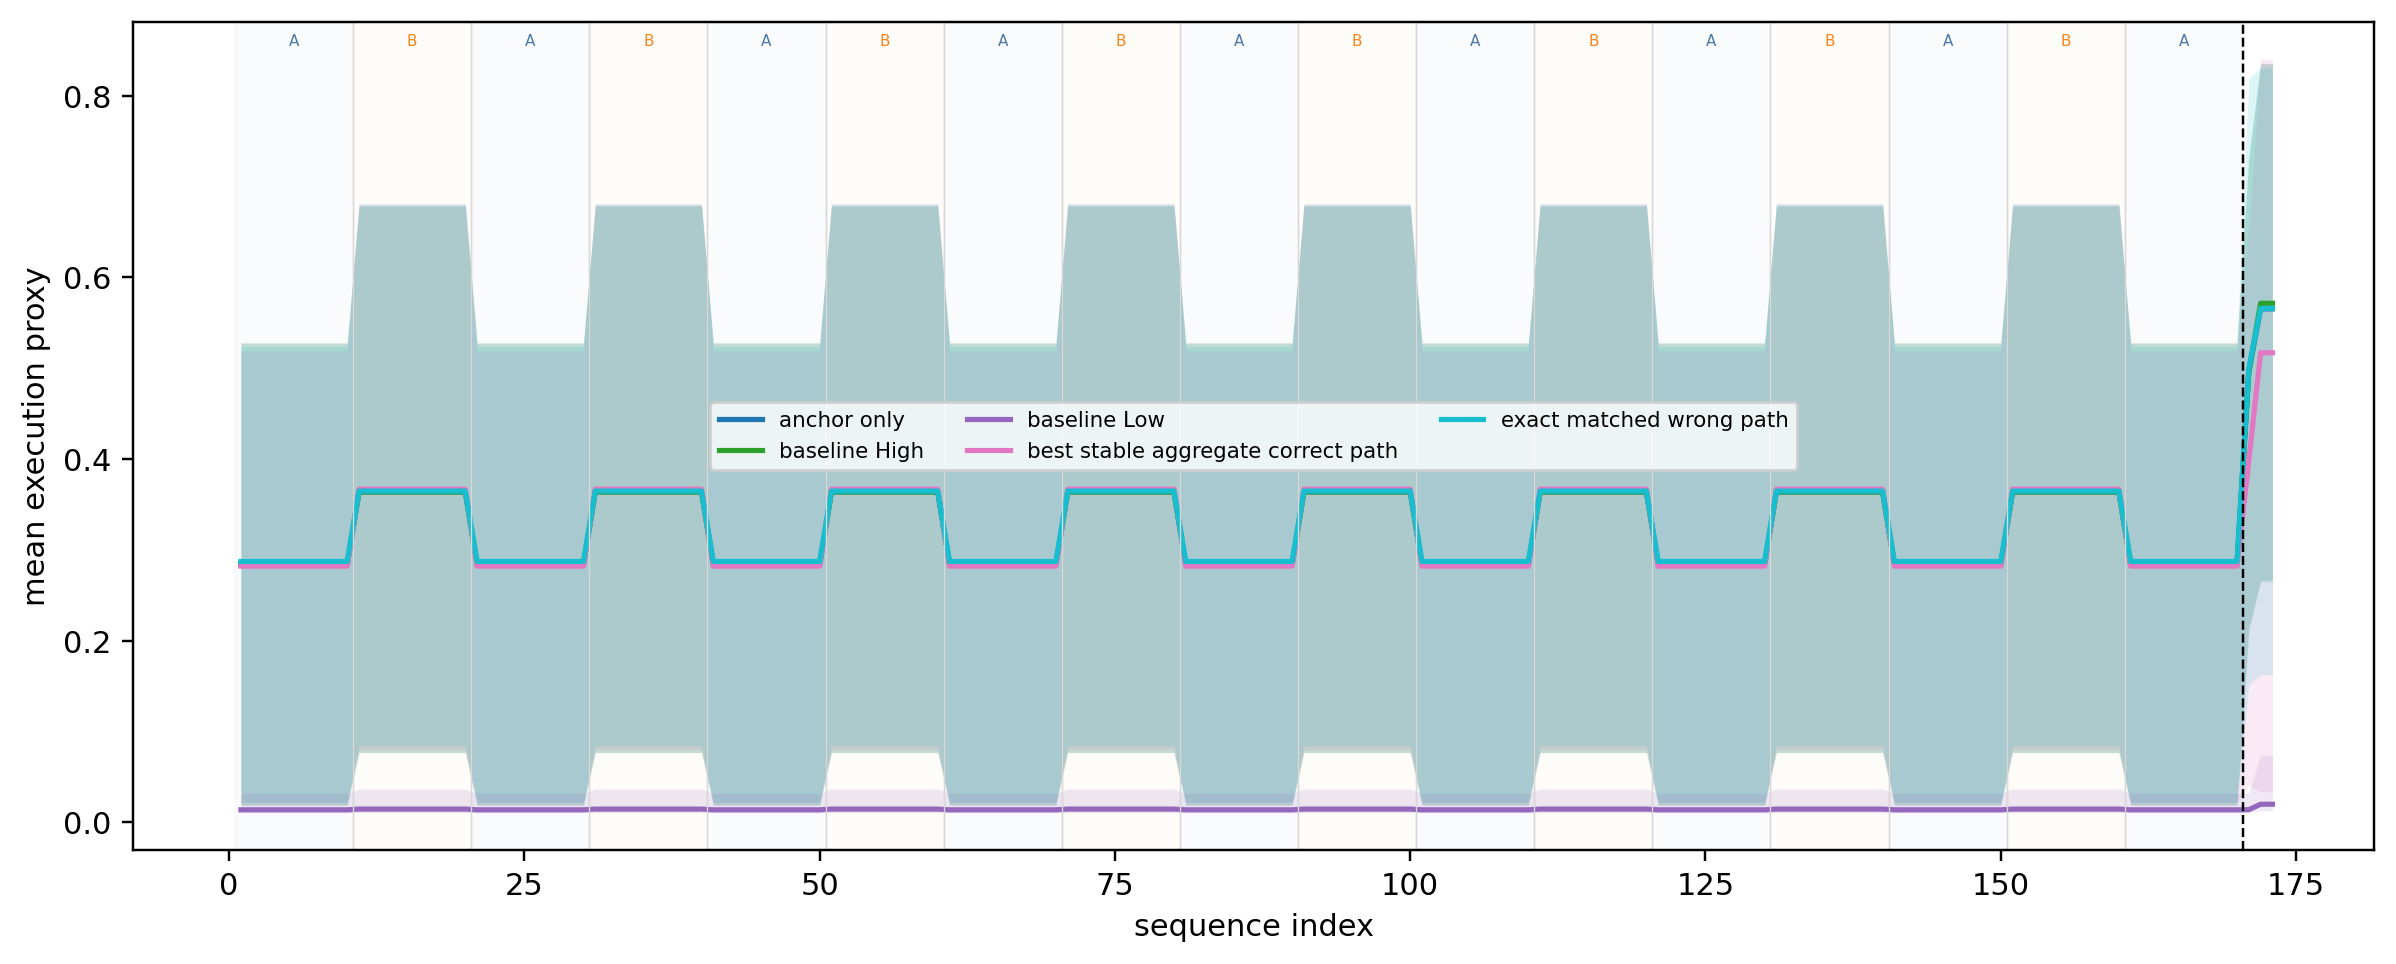 A B A B A B A B A B A B A B A B A
0.8
0.6
0.4
0.2
0.0
mean execution proxy
anchor only
baseline High
baseline Low
best stable aggregate correct path
exact matched wrong path
0 25 50 75 100 125 150 175
sequence index